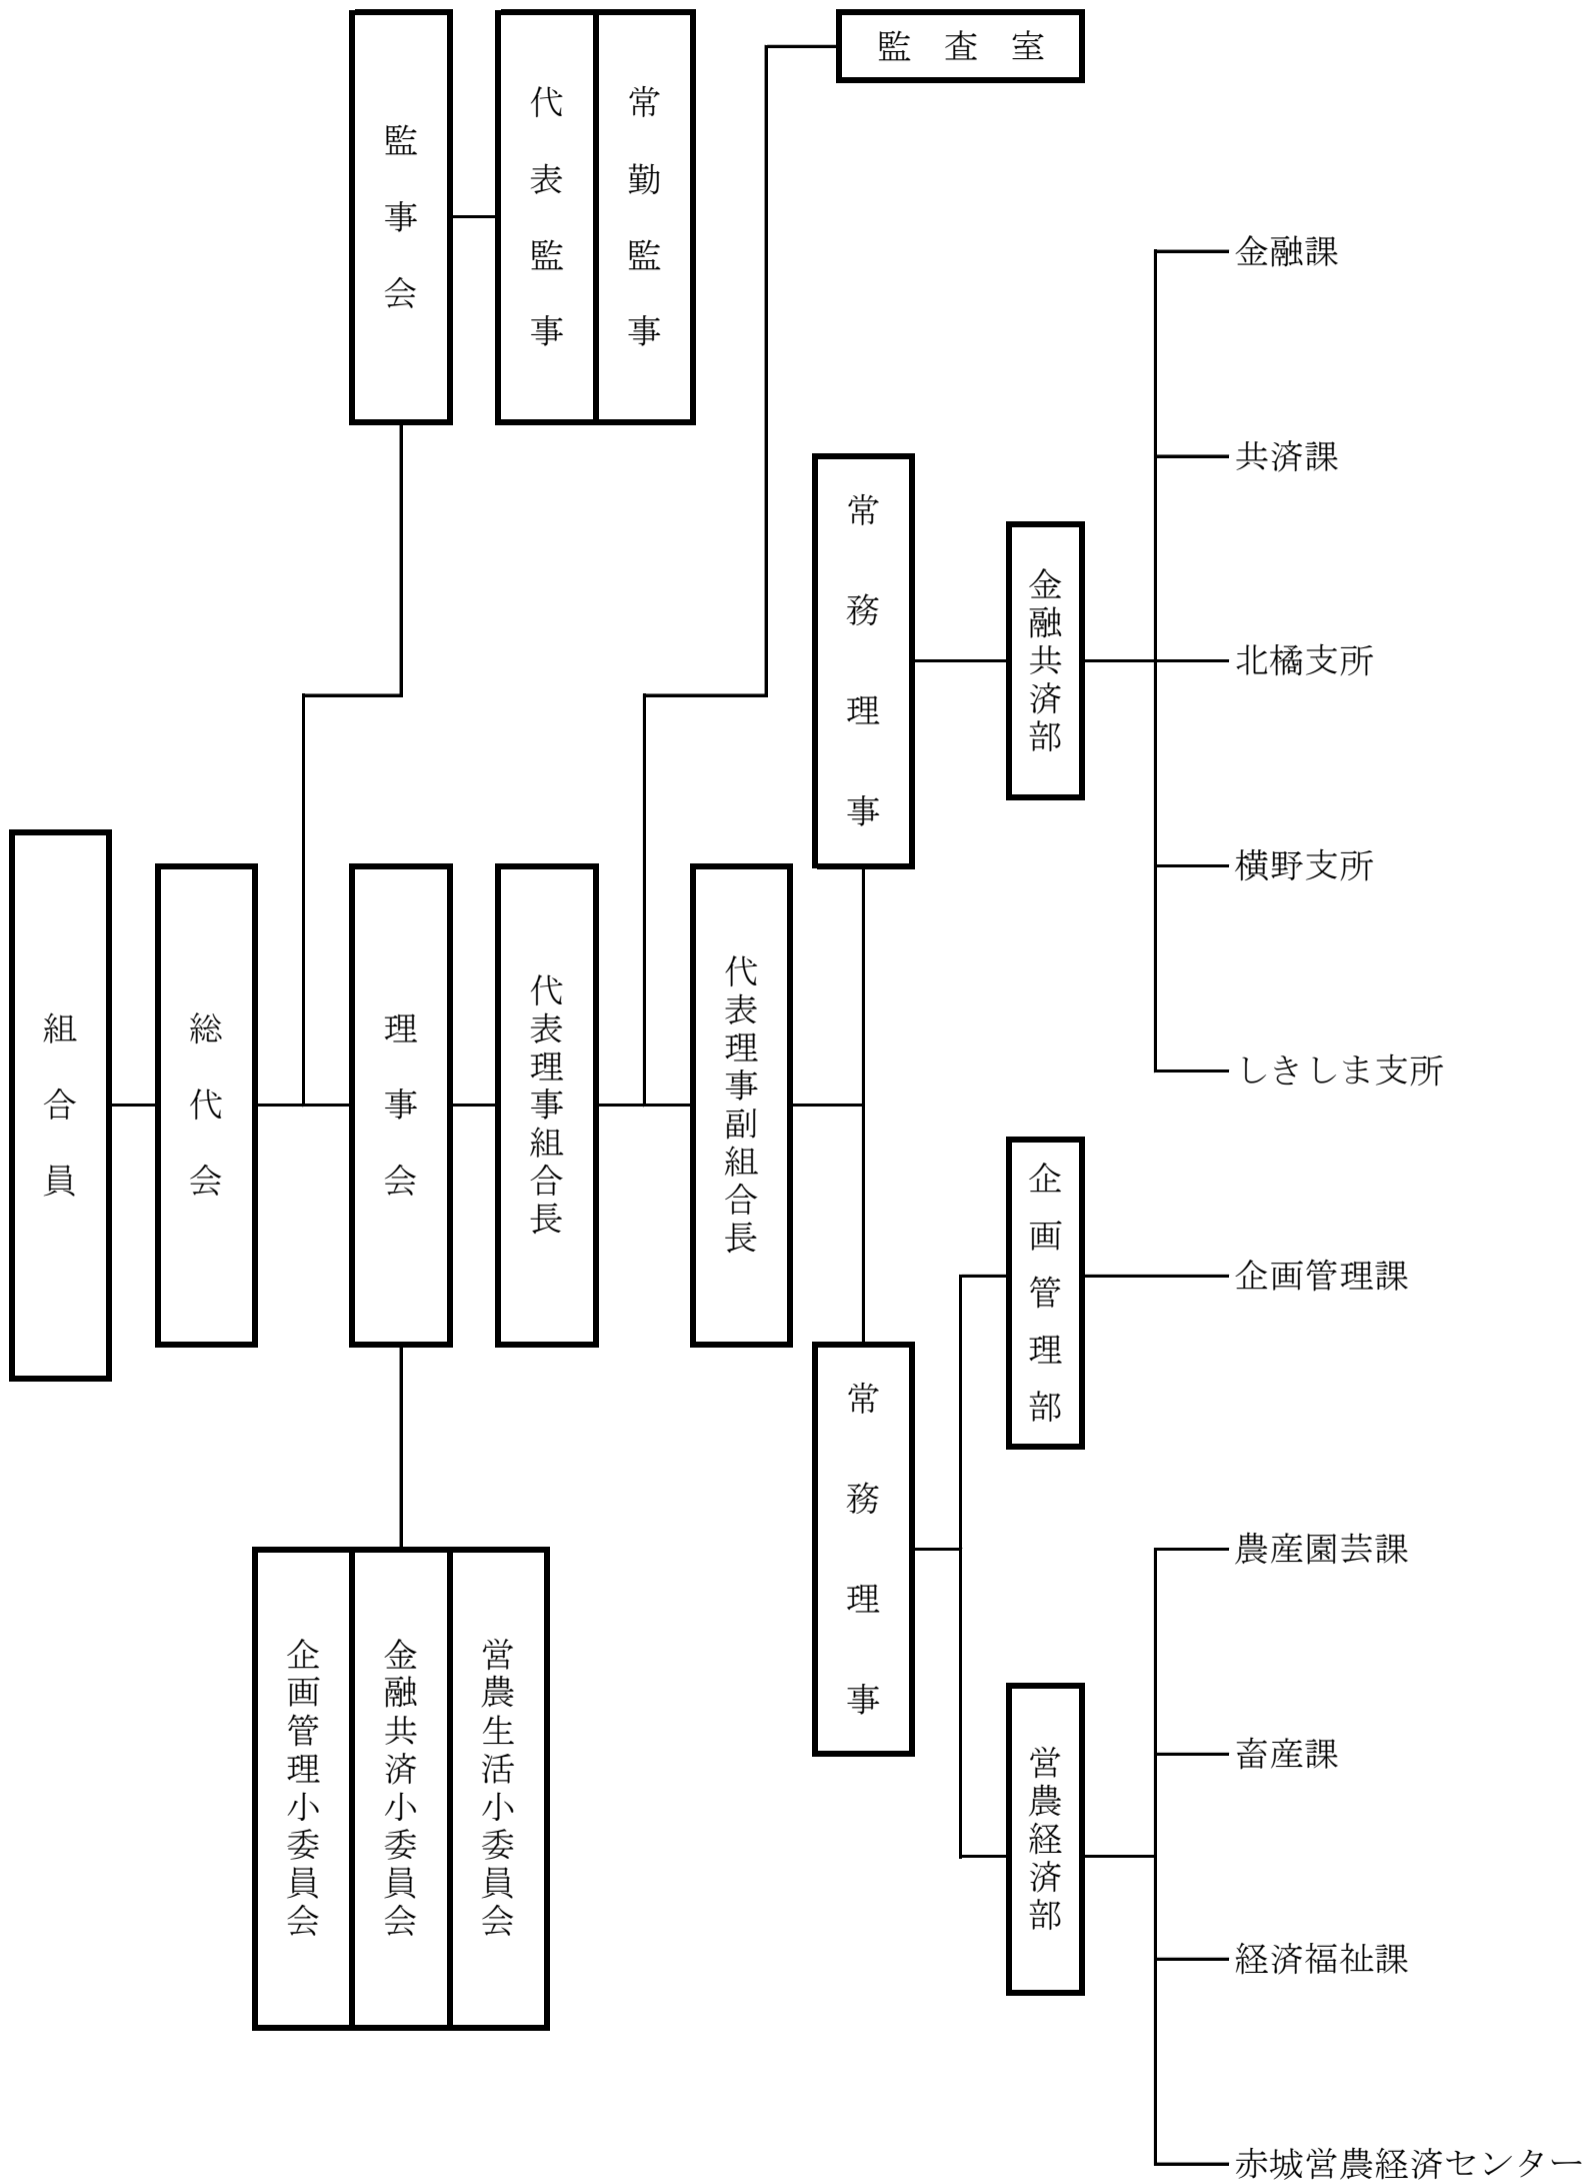 監査室
監事会
代表監事
常勤監事
金融課
共済課
常務理事
金融共済部
北橘支所
横野支所
しきしま支所
組合員
総代会
理事会
代表理事組合長
代表理事副組合長
企画管理部
企画管理課
常務理事
農産園芸課
畜産課
営農経済部
経済福祉課
赤城営農経済センター
企画管理小委員会
金融共済小委員会
営農生活小委員会